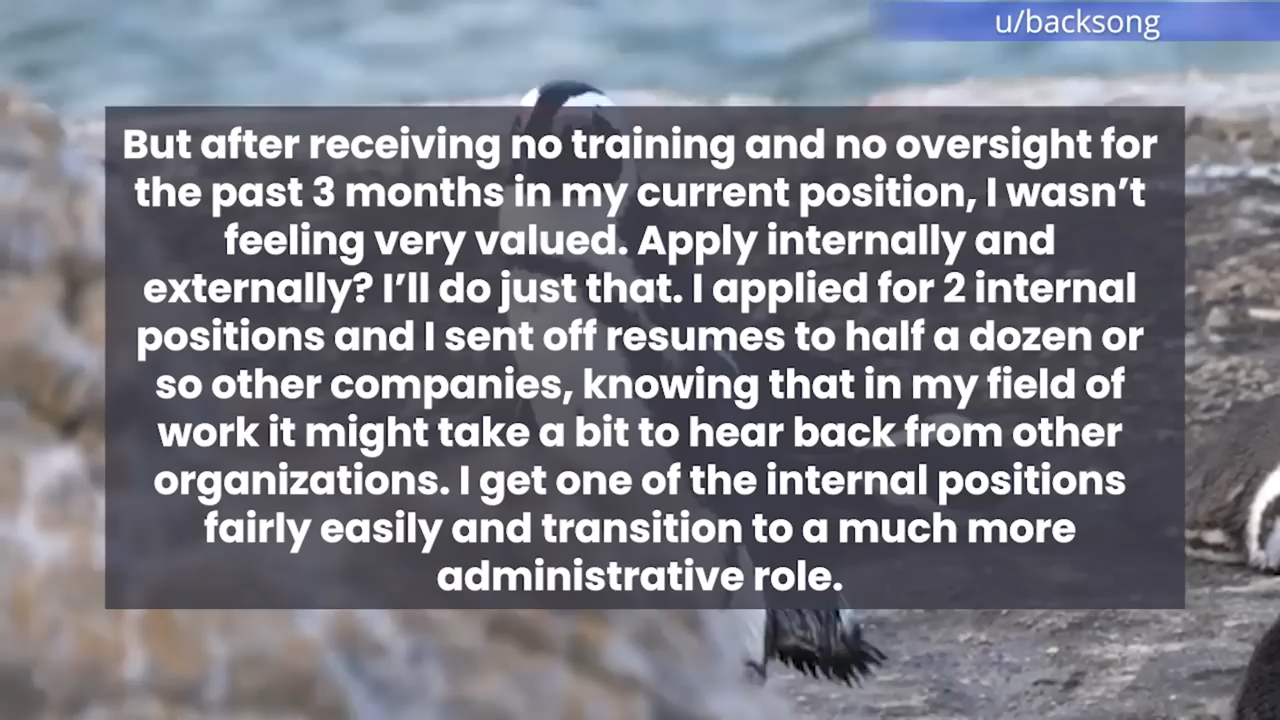 u/backsong
But after receiving no training and no oversight for
the past 3 months in my current position, I wasn’t
feeling very valued. Apply internally and
externally? I’ll do just that. I applied for 2 internal
positions and I sent off resumes to half a dozen or
so other companies, knowing that in my field of
work it might take a bit to hear back from other
organizations. I get one of the internal positions
fairly easily and transition to a much more
administrative role.